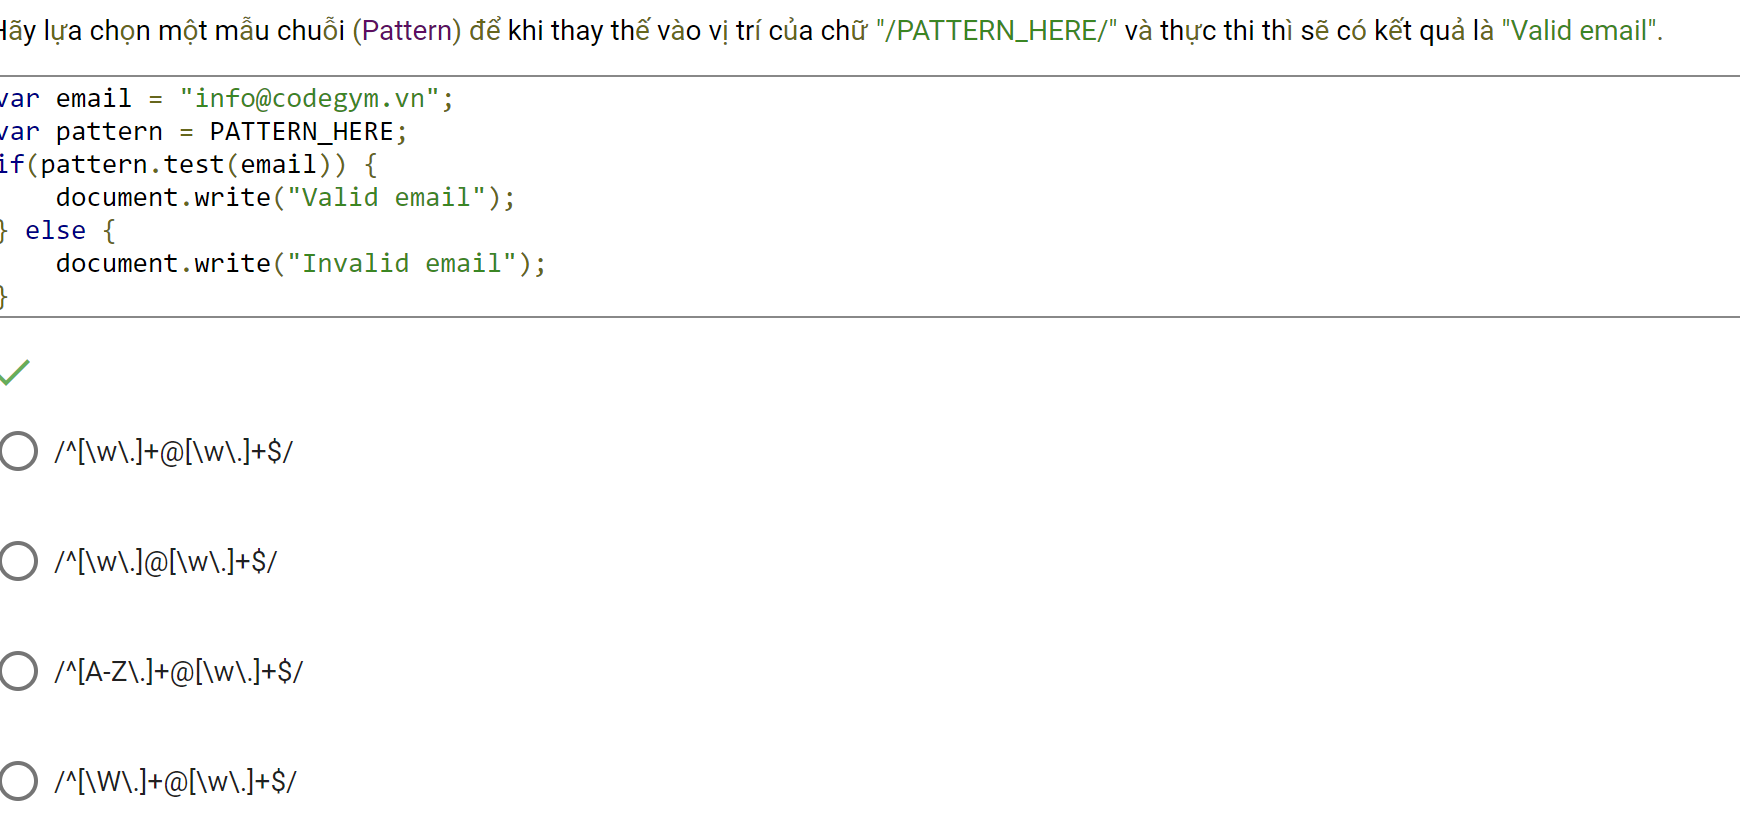 Hãy lựa chọn một mẫu chuỗi (Pattern) để khi thay thế vào vị trí của chữ "/PATTERN_HERE/" và thực thi thì sẽ có kết quả là "Valid email".
var email = "info@codegym.vn";
var pattern = PATTERN_HERE;
if(pattern.test(email)) {
    document.write("Valid email");
} else {
    document.write("Invalid email");
}
/^[\w\.]+@[\w\.]+$/
/^[\w\.]@[\w\.]+$/
/^[A-Z\.]+@[\w\.]+$/
/^[\W\.]+@[\w\.]+$/